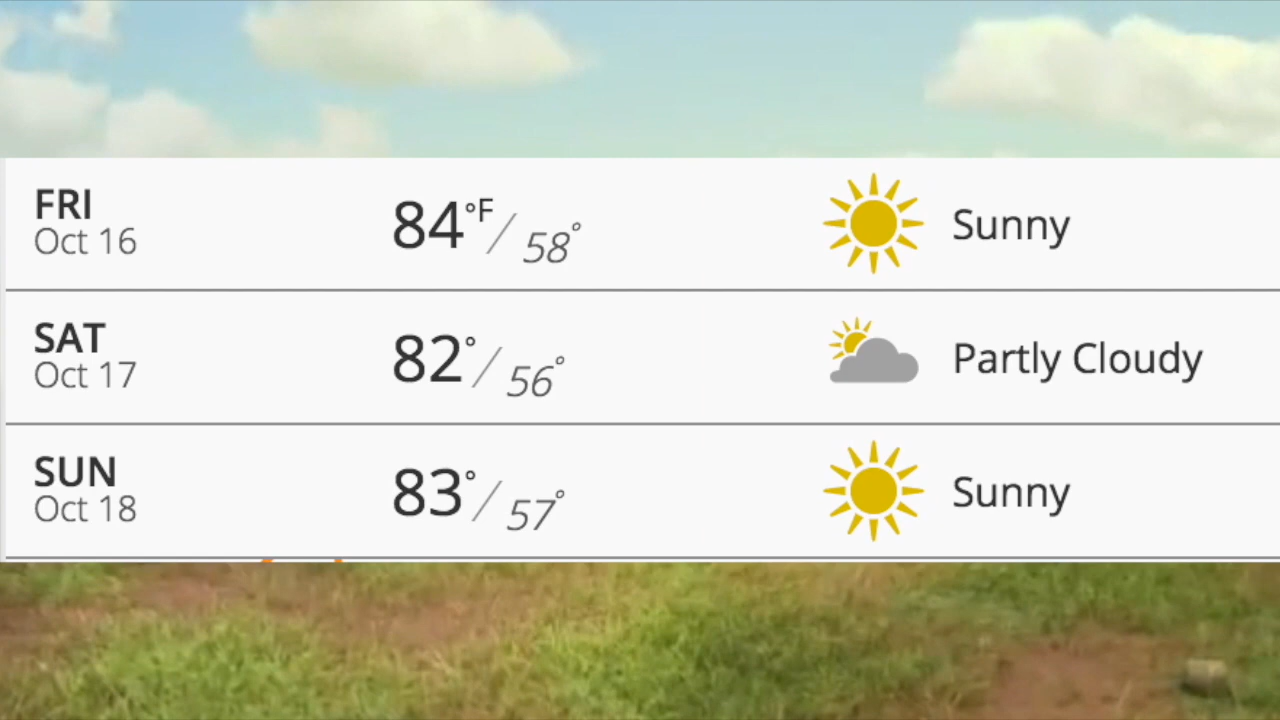 FRI
Oct 16
84°F/58°
Sunny
SAT
Oct 17
82°/56°
Partly Cloudy
SUN
Oct 18
83°/57°
Sunny